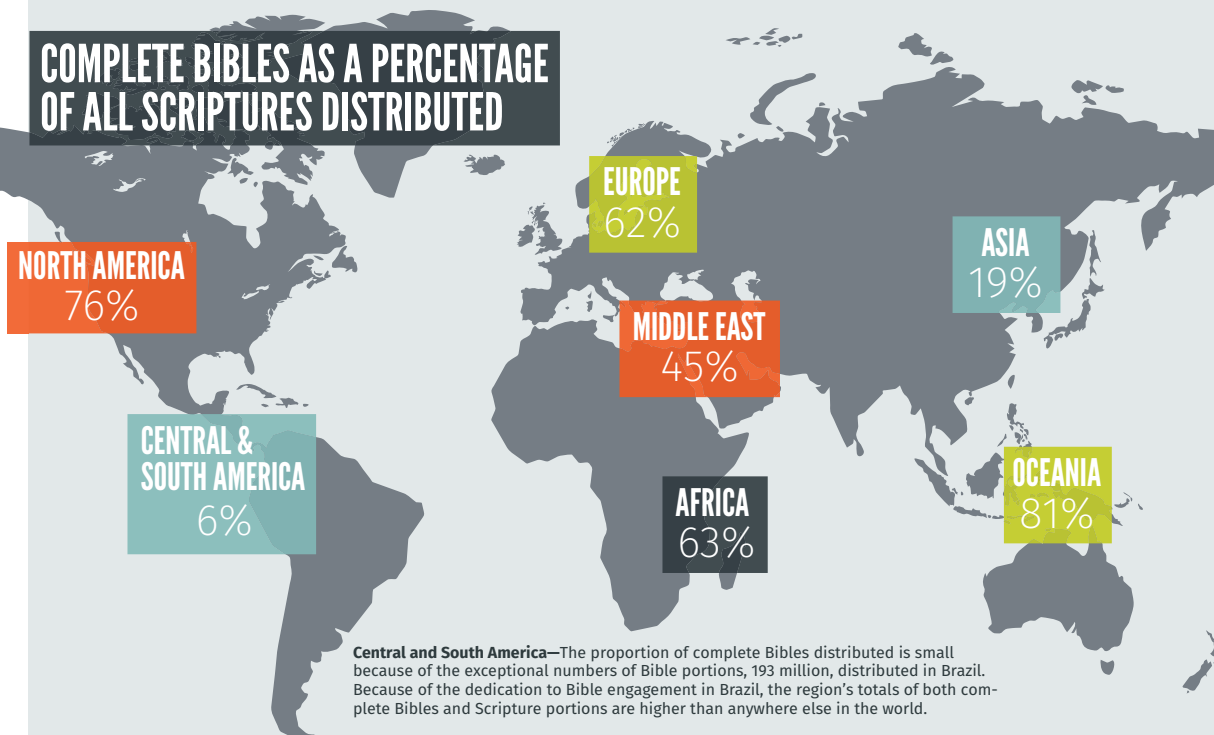 COMPLETE BIBLES AS A PERCENTAGE
OF ALL SCRIPTURES DISTRIBUTED
EUROPE
62%
ASIA
19%
NORTH AMERICA
76%
MIDDLE EAST
45%
CENTRAL &
SOUTH AMERICA
6%
OCEANIA
81%
AFRICA
63%
Central and South America—The proportion of complete Bibles distributed is small
because of the exceptional numbers of Bible portions, 193 million, distributed in Brazil.
Because of the dedication to Bible engagement in Brazil, the region's totals of both com-
plete Bibles and Scripture portions are higher than anywhere else in the world.